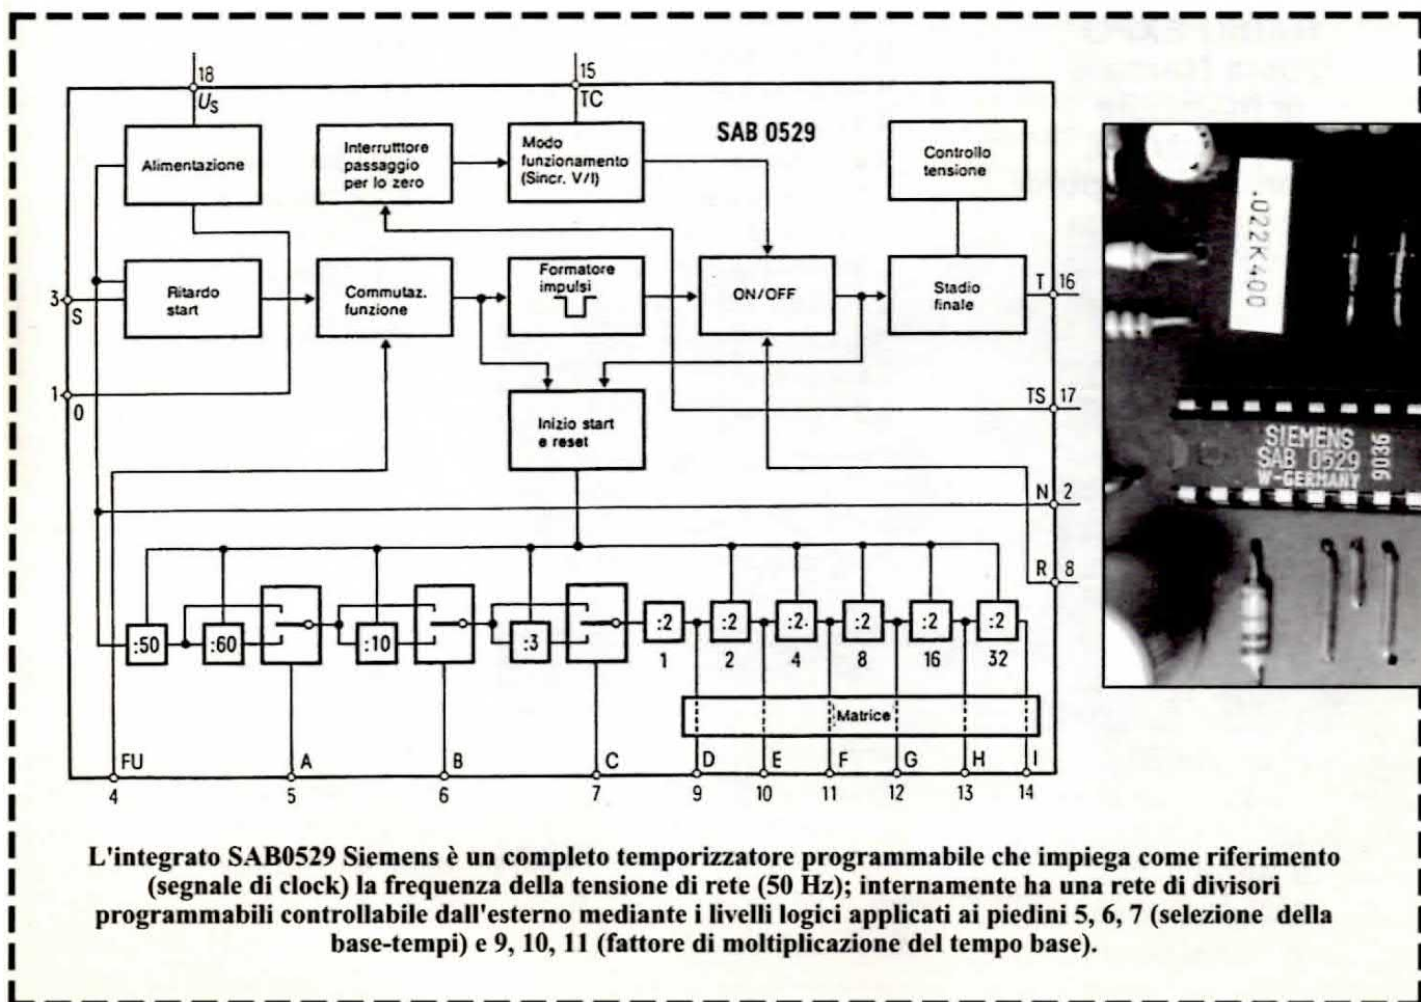 18
U_S
15
TC
SAB 0529
Alimentazione
Interrutttore
passaggio
per lo zero
Modo
funzionamento
(Sincr. V/I)
Controllo
tensione
3
S
Ritardo
start
Commutaz.
funzione
Formatore
impulsi
ON/OFF
Stadio
finale
T 16
1
0
Inizio start
e reset
TS 17
N 2
R 8
:50
:60
:10
:3
:2
:2
:2.
:2
:2
:2
1
2
4
8
16
32
Matrice
FU
A
B
C
D
E
F
G
H
I
4
5
6
7
9
10
11
12
13
14
.022K400
SIEMENS
SAB 0529
W-GERMANY
9036
L'integrato SAB0529 Siemens è un completo temporizzatore programmabile che impiega come riferimento
(segnale di clock) la frequenza della tensione di rete (50 Hz); internamente ha una rete di divisori
programmabili controllabile dall'esterno mediante i livelli logici applicati ai piedini 5, 6, 7 (selezione della
base-tempi) e 9, 10, 11 (fattore di moltiplicazione del tempo base).